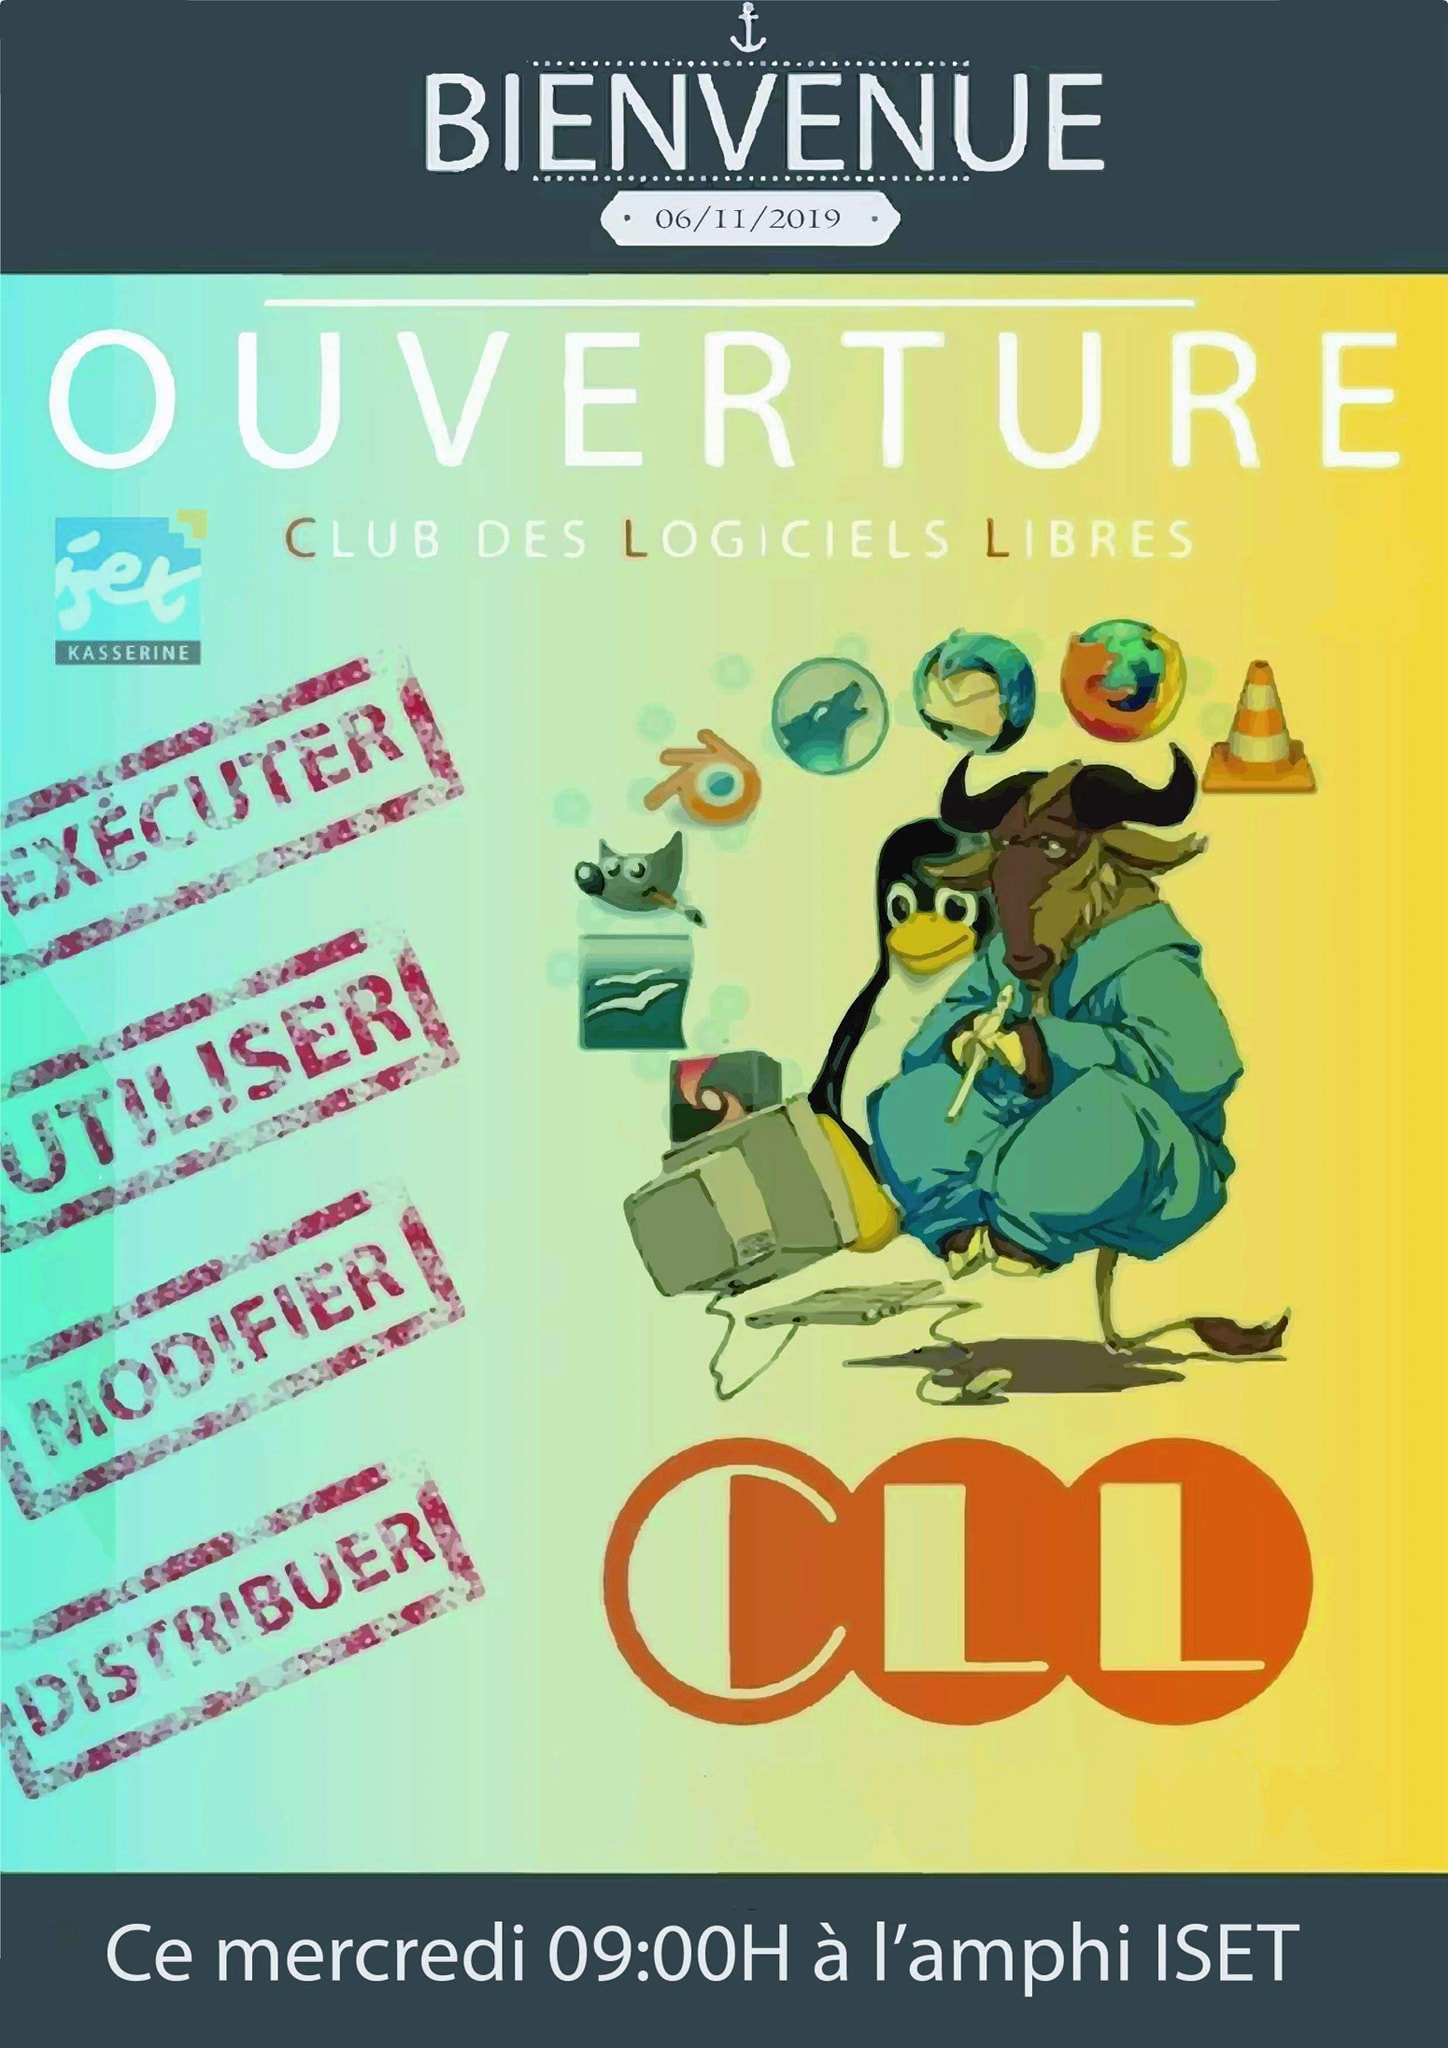 BIENVENUE
06/11/2019
OUVERTURE
CLUB DES LOGICIELS LIBRES
iset
KASSERINE
EXÉCUTER
UTILISER
MODIFIER
DISTRIBUER
CLL
Ce mercredi 09:00H à l'amphi ISET